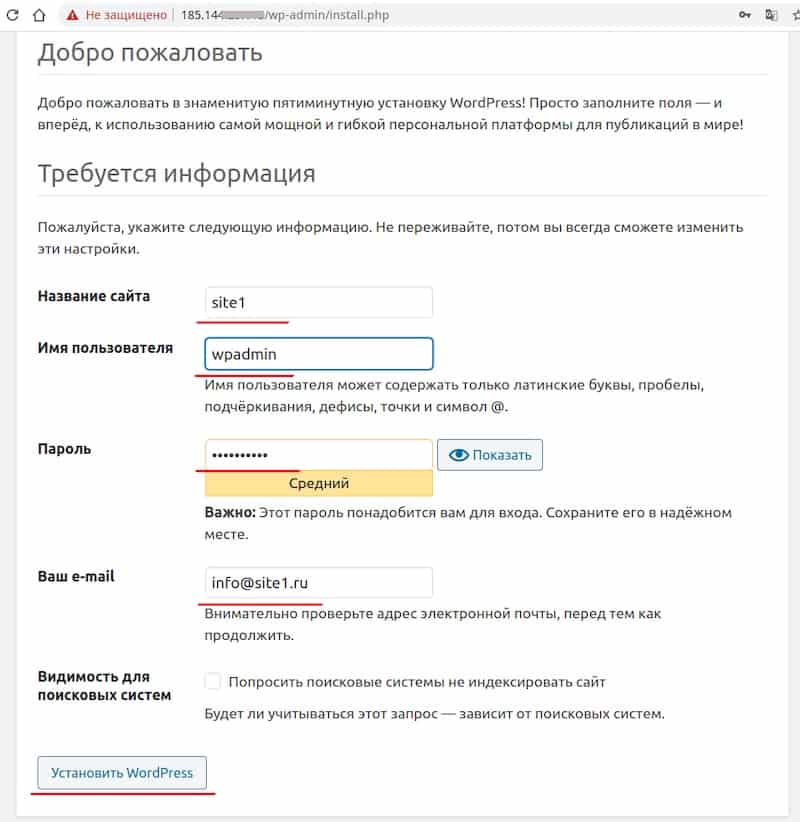 Не защищено 185.144. /wp-admin/install.php
Добро пожаловать
Добро пожаловать в знаменитую пятиминутную установку WordPress! Просто заполните поля — и
вперёд, к использованию самой мощной и гибкой персональной платформы для публикаций в мире!
Требуется информация
Пожалуйста, укажите следующую информацию. Не переживайте, потом вы всегда сможете изменить
эти настройки.
Название сайта
site1
Имя пользователя
wpadmin
Имя пользователя может содержать только латинские буквы, пробелы,
подчёркивания, дефисы, точки и символ @.
Пароль
••••••••••
Показать
Средний
Важно: Этот пароль понадобится вам для входа. Сохраните его в надёжном
месте.
Ваш e-mail
info@site1.ru
Внимательно проверьте адрес электронной почты, перед тем как
продолжить.
Видимость для
поисковых систем
Попросить поисковые системы не индексировать сайт
Будет ли учитываться этот запрос — зависит от поисковых систем.
Установить WordPress